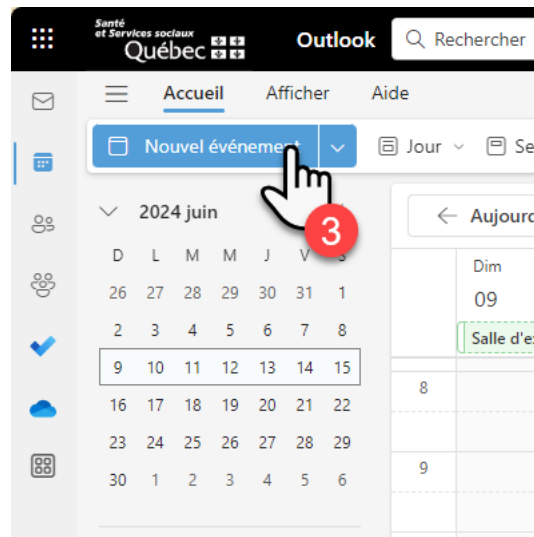 Santé
et Services sociaux
Québec
Outlook
Rechercher
Accueil Afficher Aide
Nouvel événement
Jour
Se
3
2024 juin
Aujourd
D L M M J V S
26 27 28 29 30 31 1
2 3 4 5 6 7 8
9 10 11 12 13 14 15
16 17 18 19 20 21 22
23 24 25 26 27 28 29
30 1 2 3 4 5 6
Dim
09
Salle d'e
8
9